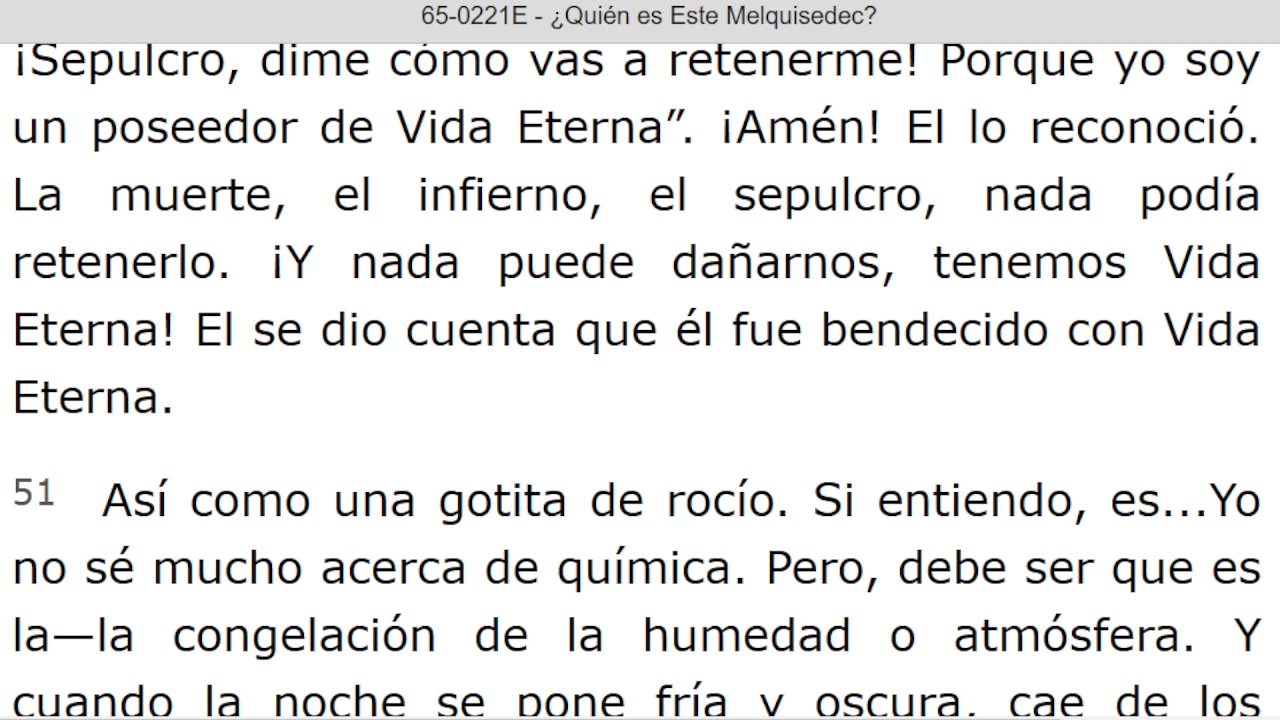 65-0221E - ¿Quién es Este Melquisedec?
¡Sepulcro, dime cómo vas a retenerme! Porque yo soy
un poseedor de Vida Eterna”. ¡Amén! El lo reconoció.
La muerte, el infierno, el sepulcro, nada podía
retenerlo. ¡Y nada puede dañarnos, tenemos Vida
Eterna! El se dio cuenta que él fue bendecido con Vida
Eterna.
51 Así como una gotita de rocío. Si entiendo, es...Yo
no sé mucho acerca de química. Pero, debe ser que es
la—la congelación de la humedad o atmósfera. Y
cuando la noche se pone fría y oscura, cae de los